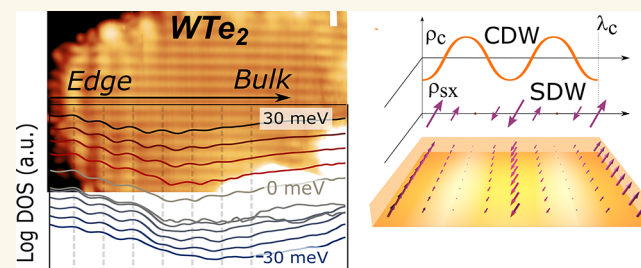 WTe₂
Edge
Bulk
30 meV
0 meV
-30 meV
Log DOS (a.u.)
λc
ρc
CDW
ρsx
SDW